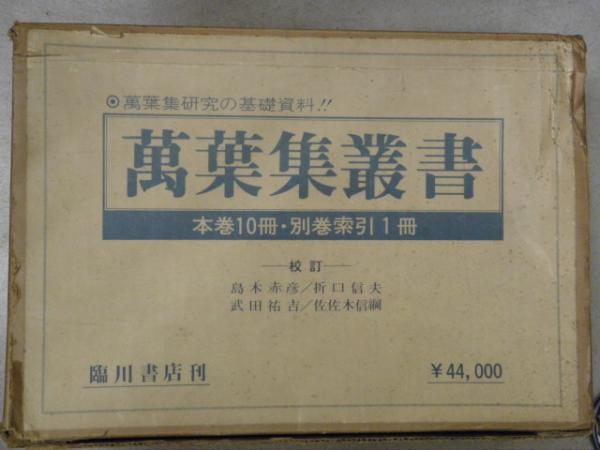 ◉萬葉集研究の基礎資料!!
萬葉集叢書
本巻10冊・別巻索引1冊
校訂
島木赤彦/折口信夫
武田祐吉/佐佐木信綱
臨川書店刊
¥44,000